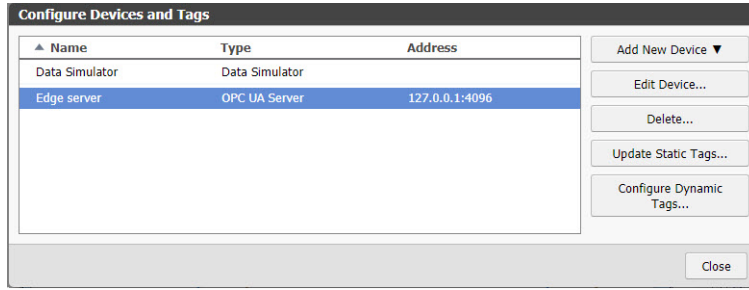 Configure Devices and Tags
▲ Name Type Address
Data Simulator Data Simulator
Edge server OPC UA Server 127.0.0.1:4096
Add New Device ▼
Edit Device...
Delete...
Update Static Tags...
Configure Dynamic
Tags...
Close